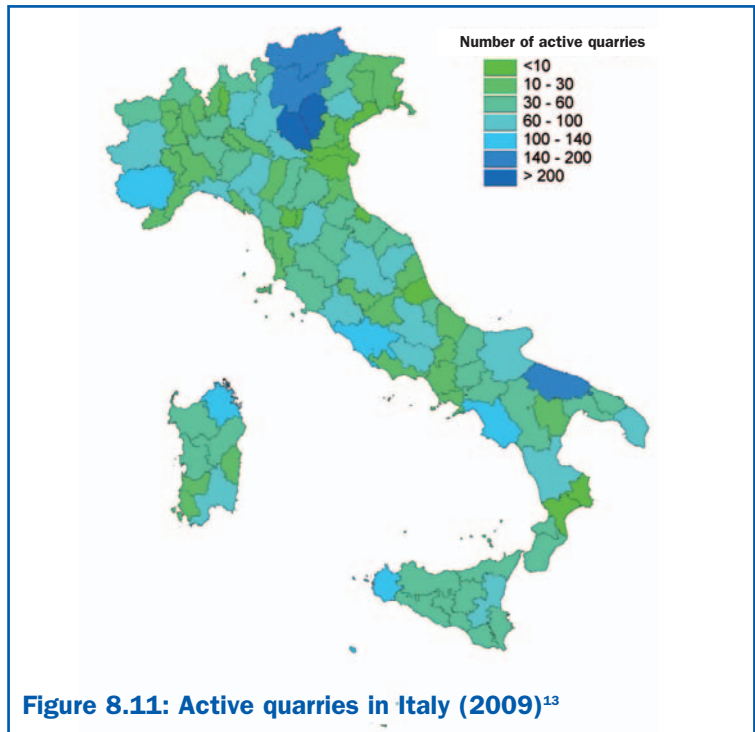 Number of active quarries
<10
10 - 30
30 - 60
60 - 100
100 - 140
140 - 200
> 200
Figure 8.11: Active quarries in Italy (2009)¹³